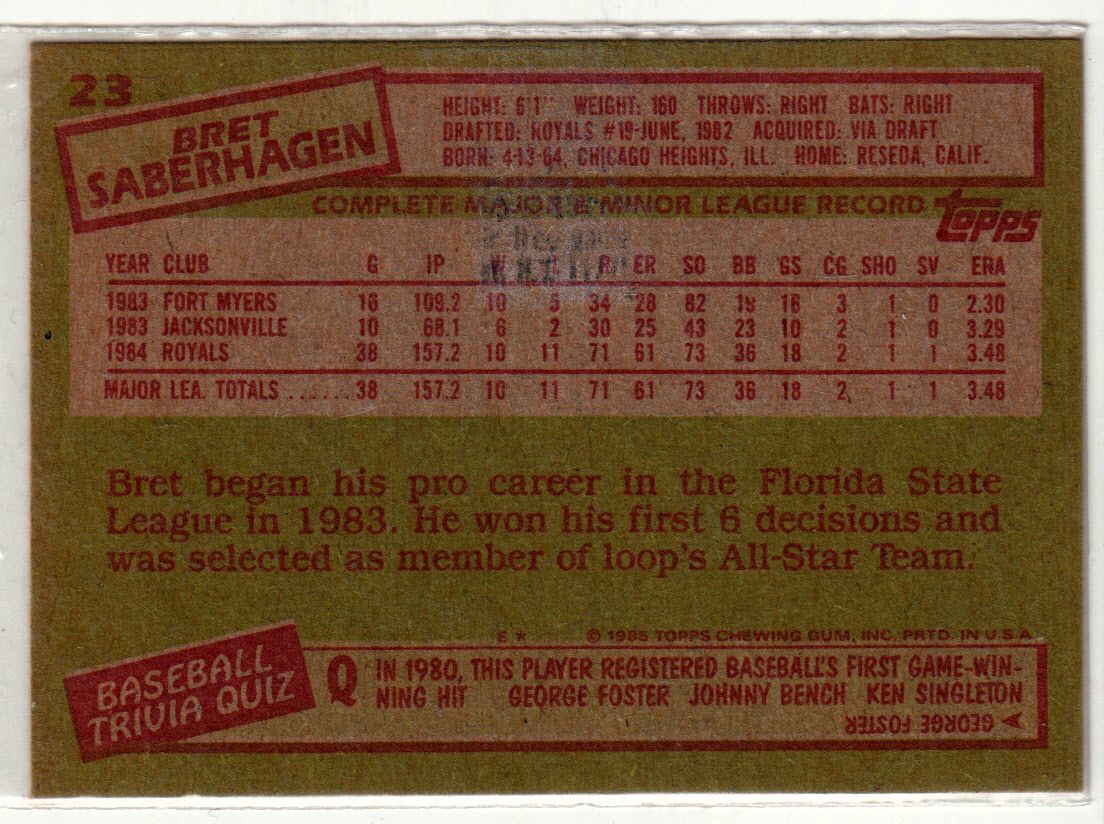 23
BRET
SABERHAGEN
HEIGHT: 6'1" WEIGHT: 160 THROWS: RIGHT BATS: RIGHT
DRAFTED: ROYALS #19-JUNE, 1982 ACQUIRED: VIA DRAFT
BORN: 4-13-64, CHICAGO HEIGHTS, ILL. HOME: RESEDA, CALIF.
COMPLETE MAJOR & MINOR LEAGUE RECORD
topps
YEAR CLUB G IP W L R ER SO BB GS CG SHO SV ERA
1983 FORT MYERS 16 109.2 10 5 34 28 82 18 16 3 1 0 2.30
1983 JACKSONVILLE 10 68.1 6 2 30 25 43 23 10 2 1 0 3.29
1984 ROYALS 38 157.2 10 11 71 61 73 36 18 2 1 1 3.48
MAJOR LEA. TOTALS ......38 157.2 10 11 71 61 73 36 18 2 1 1 3.48
Bret began his pro career in the Florida State
League in 1983. He won his first 6 decisions and
was selected as member of loop's All-Star Team.
E* © 1985 TOPPS CHEWING GUM, INC. PRTD. IN U.S.A.
BASEBALL
TRIVIA QUIZ
Q IN 1980, THIS PLAYER REGISTERED BASEBALL'S FIRST GAME-WIN-
NING HIT GEORGE FOSTER JOHNNY BENCH KEN SINGLETON
A GEORGE FOSTER